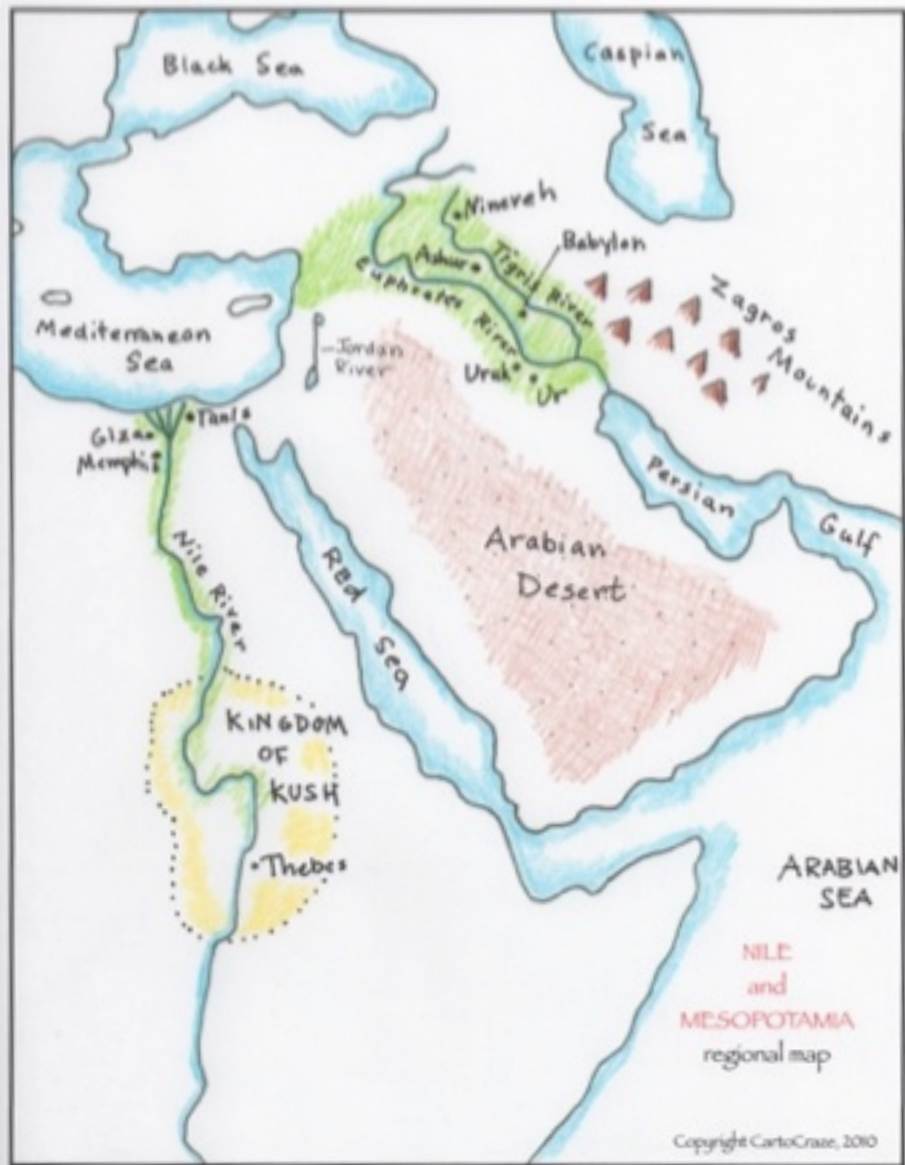 Black Sea
Caspian
Sea
Nineveh
Babylon
Ashur
Tigris River
Euphrates River
Zagros
Mountains
Mediterranean
Sea
Jordan
River
Uruk
Ur
Tanis
Giza
Memphis
Persian
Gulf
Nile River
Red
Sea
Arabian
Desert
KINGDOM
OF
KUSH
Thebes
ARABIAN
SEA
NILE
and
MESOPOTAMIA
regional map
Copyright CartoCraze, 2010